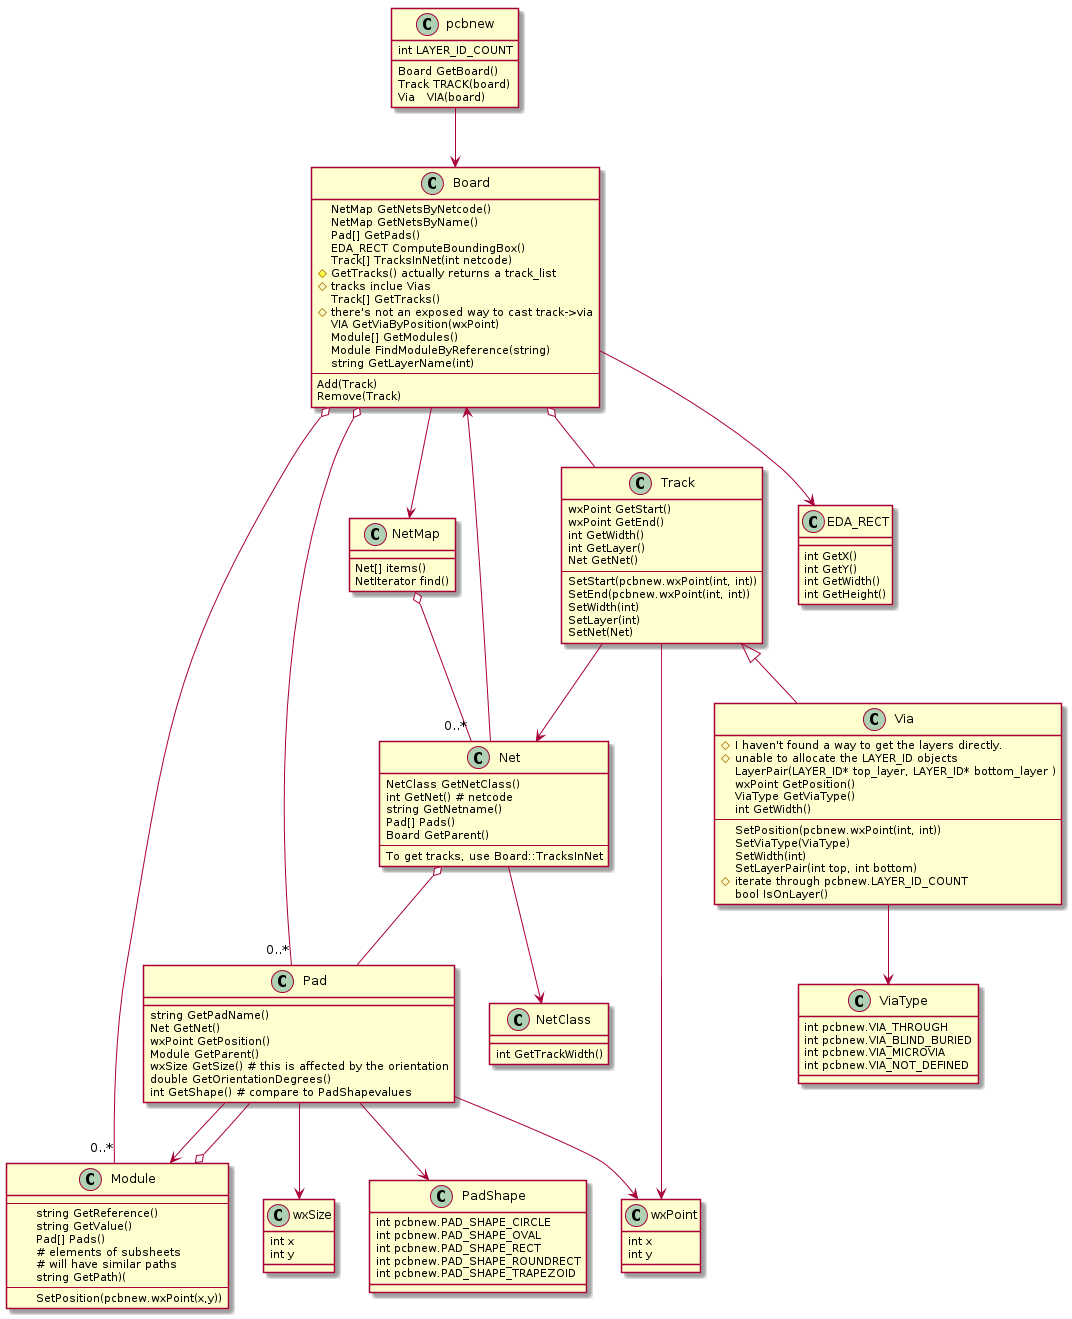 C pcbnew
int LAYER_ID_COUNT
Board GetBoard()
Track TRACK(board)
Via VIA(board)
C Board
NetMap GetNetsByNetcode()
NetMap GetNetsByName()
Pad[] GetPads()
EDA_RECT ComputeBoundingBox()
Track[] TracksInNet(int netcode)
GetTracks() actually returns a track_list
tracks inclue Vias
Track[] GetTracks()
there's not an exposed way to cast track->via
VIA GetViaByPosition(wxPoint)
Module[] GetModules()
Module FindModuleByReference(string)
string GetLayerName(int)
Add(Track)
Remove(Track)
C Track
wxPoint GetStart()
wxPoint GetEnd()
int GetWidth()
int GetLayer()
Net GetNet()
SetStart(pcbnew.wxPoint(int, int))
SetEnd(pcbnew.wxPoint(int, int))
SetWidth(int)
SetLayer(int)
SetNet(Net)
C EDA_RECT
int GetX()
int GetY()
int GetWidth()
int GetHeight()
C NetMap
Net[] items()
NetIterator find()
0..*
C Net
NetClass GetNetClass()
int GetNet() # netcode
string GetNetname()
Pad[] Pads()
Board GetParent()
To get tracks, use Board::TracksInNet
C Via
I haven't found a way to get the layers directly.
unable to allocate the LAYER_ID objects
LayerPair(LAYER_ID* top_layer, LAYER_ID* bottom_layer )
wxPoint GetPosition()
ViaType GetViaType()
int GetWidth()
SetPosition(pcbnew.wxPoint(int, int))
SetViaType(ViaType)
SetWidth(int)
SetLayerPair(int top, int bottom)
iterate through pcbnew.LAYER_ID_COUNT
bool IsOnLayer()
0..*
C Pad
string GetPadName()
Net GetNet()
wxPoint GetPosition()
Module GetParent()
wxSize GetSize() # this is affected by the orientation
double GetOrientationDegrees()
int GetShape() # compare to PadShapevalues
C NetClass
int GetTrackWidth()
C ViaType
int pcbnew.VIA_THROUGH
int pcbnew.VIA_BLIND_BURIED
int pcbnew.VIA_MICROVIA
int pcbnew.VIA_NOT_DEFINED
0..*
C Module
string GetReference()
string GetValue()
Pad[] Pads()
# elements of subsheets
# will have similar paths
string GetPath)(
SetPosition(pcbnew.wxPoint(x,y))
C wxSize
int x
int y
C PadShape
int pcbnew.PAD_SHAPE_CIRCLE
int pcbnew.PAD_SHAPE_OVAL
int pcbnew.PAD_SHAPE_RECT
int pcbnew.PAD_SHAPE_ROUNDRECT
int pcbnew.PAD_SHAPE_TRAPEZOID
C wxPoint
int x
int y